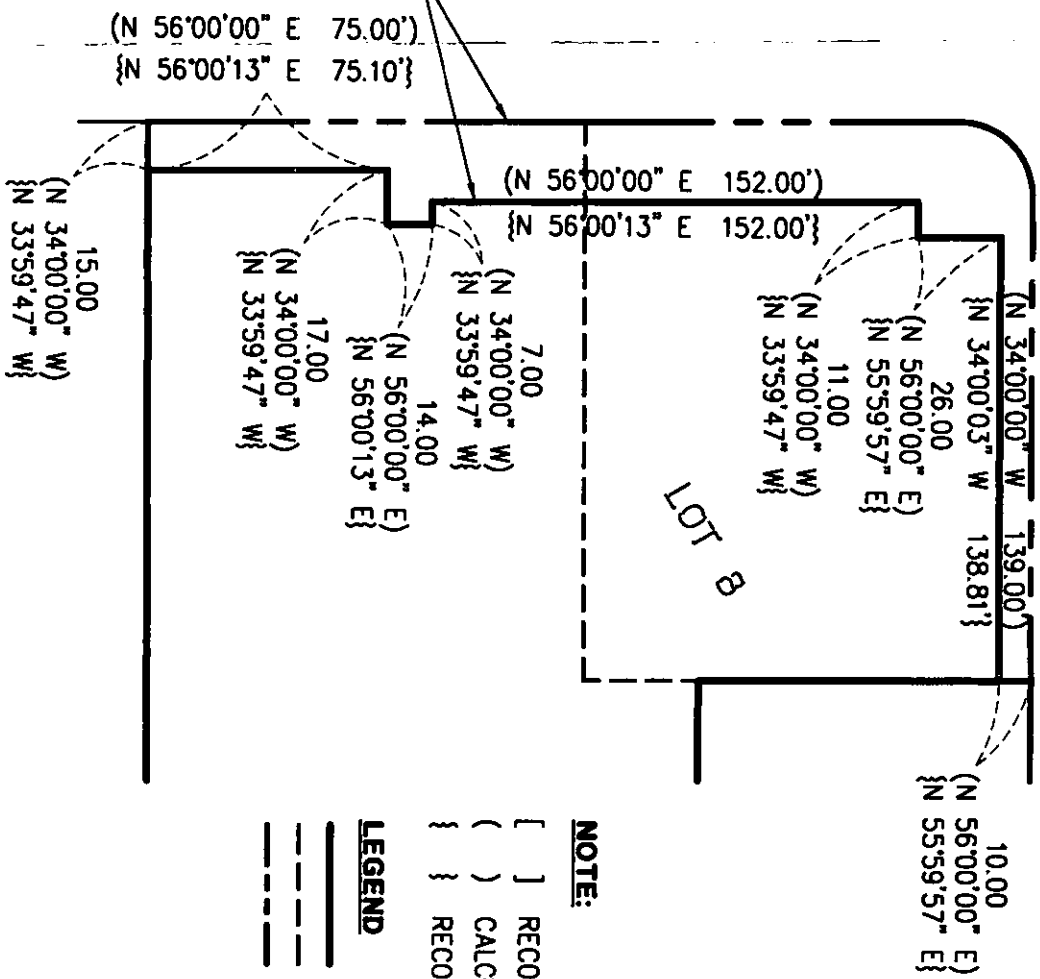 (N 56°00'00" E 75.00')
{N 56°00'13" E 75.10'}
(N 56°00'00" E 152.00')
{N 56°00'13" E 152.00'}
15.00
(N 34°00'00" W)
{N 33°59'47" W}
17.00
(N 34°00'00" W)
{N 33°59'47" W}
14.00
(N 56°00'00" E)
{N 56°00'13" E}
7.00
(N 34°00'00" W)
{N 33°59'47" W}
11.00
(N 34°00'00" W)
{N 33°59'47" W}
26.00
(N 56°00'00" E)
{N 55°59'57" E}
(N 34°00'00" W 139.00')
{N 34°00'03" W 138.81'}
10.00
(N 56°00'00" E)
{N 55°59'57" E}
LOT 8
NOTE:
[ ] RECO
( ) CALC
{ } RECO
LEGEND